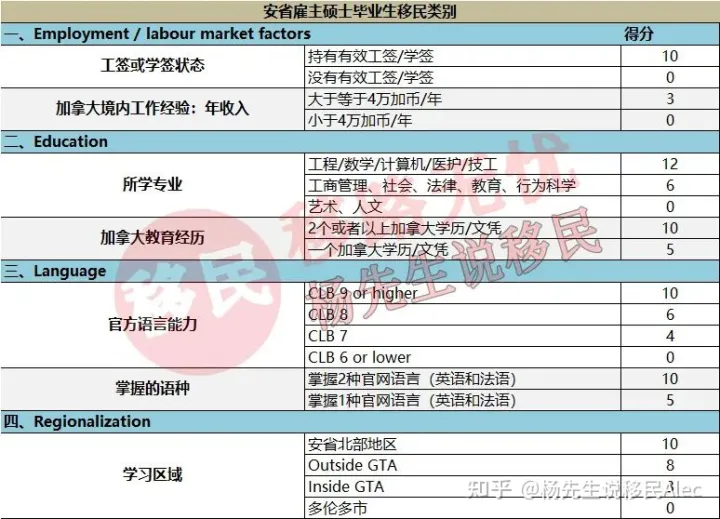 安省雇主硕士毕业生移民类别
一、Employment / labour market factors 得分
工签或学签状态 持有有效工签/学签 10
没有有效工签/学签 0
加拿大境内工作经验：年收入 大于等于4万加币/年 3
小于4万加币/年 0
二、Education
所学专业 工程/数学/计算机/医护/技工 12
工商管理、社会、法律、教育、行为科学 6
艺术、人文 0
加拿大教育经历 2个或者以上加拿大学历/文凭 10
一个加拿大学历/文凭 5
三、Language
官方语言能力 CLB 9 or higher 10
CLB 8 6
CLB 7 4
CLB 6 or lower 0
掌握的语种 掌握2种官网语言（英语和法语） 10
掌握1种官网语言（英语和法语） 5
四、Regionalization
学习区域 安省北部地区 10
Outside GTA 8
Inside GTA 3
多伦多市 0
移民
移路无忧
杨先生说移民
知乎 @杨先生说移民Alec